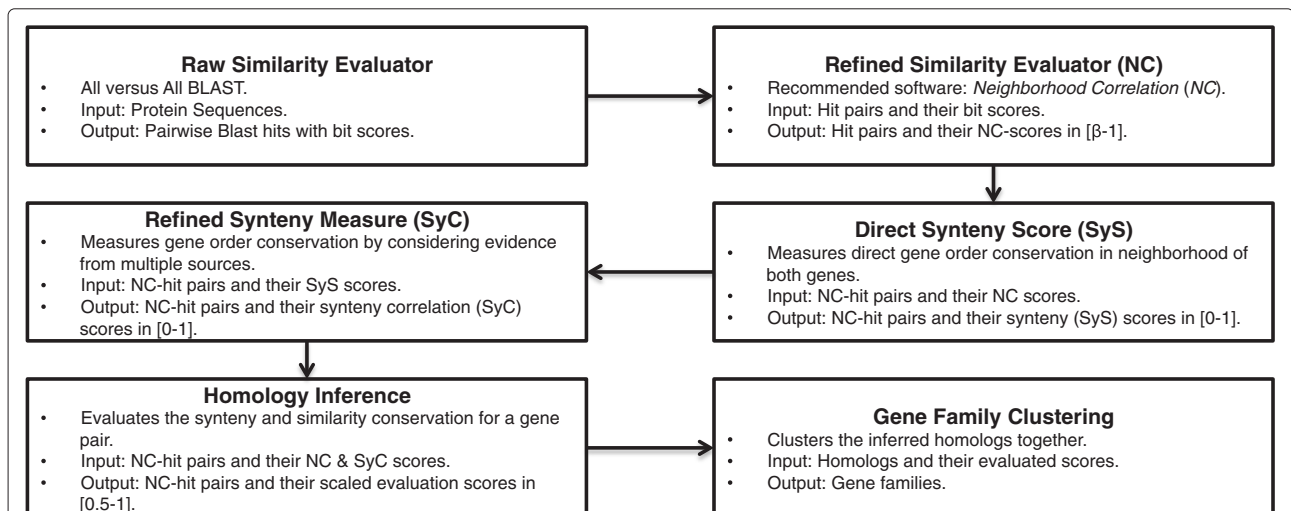 Raw Similarity Evaluator
• All versus All BLAST.
• Input: Protein Sequences.
• Output: Pairwise Blast hits with bit scores.
Refined Similarity Evaluator (NC)
• Recommended software: Neighborhood Correlation (NC).
• Input: Hit pairs and their bit scores.
• Output: Hit pairs and their NC-scores in [β-1].
Direct Synteny Score (SyS)
• Measures direct gene order conservation in neighborhood of
both genes.
• Input: NC-hit pairs and their NC scores.
• Output: NC-hit pairs and their synteny (SyS) scores in [0-1].
Refined Synteny Measure (SyC)
• Measures gene order conservation by considering evidence
from multiple sources.
• Input: NC-hit pairs and their SyS scores.
• Output: NC-hit pairs and their synteny correlation (SyC)
scores in [0-1].
Homology Inference
• Evaluates the synteny and similarity conservation for a gene
pair.
• Input: NC-hit pairs and their NC & SyC scores.
• Output: NC-hit pairs and their scaled evaluation scores in
[0.5-1].
Gene Family Clustering
• Clusters the inferred homologs together.
• Input: Homologs and their evaluated scores.
• Output: Gene families.